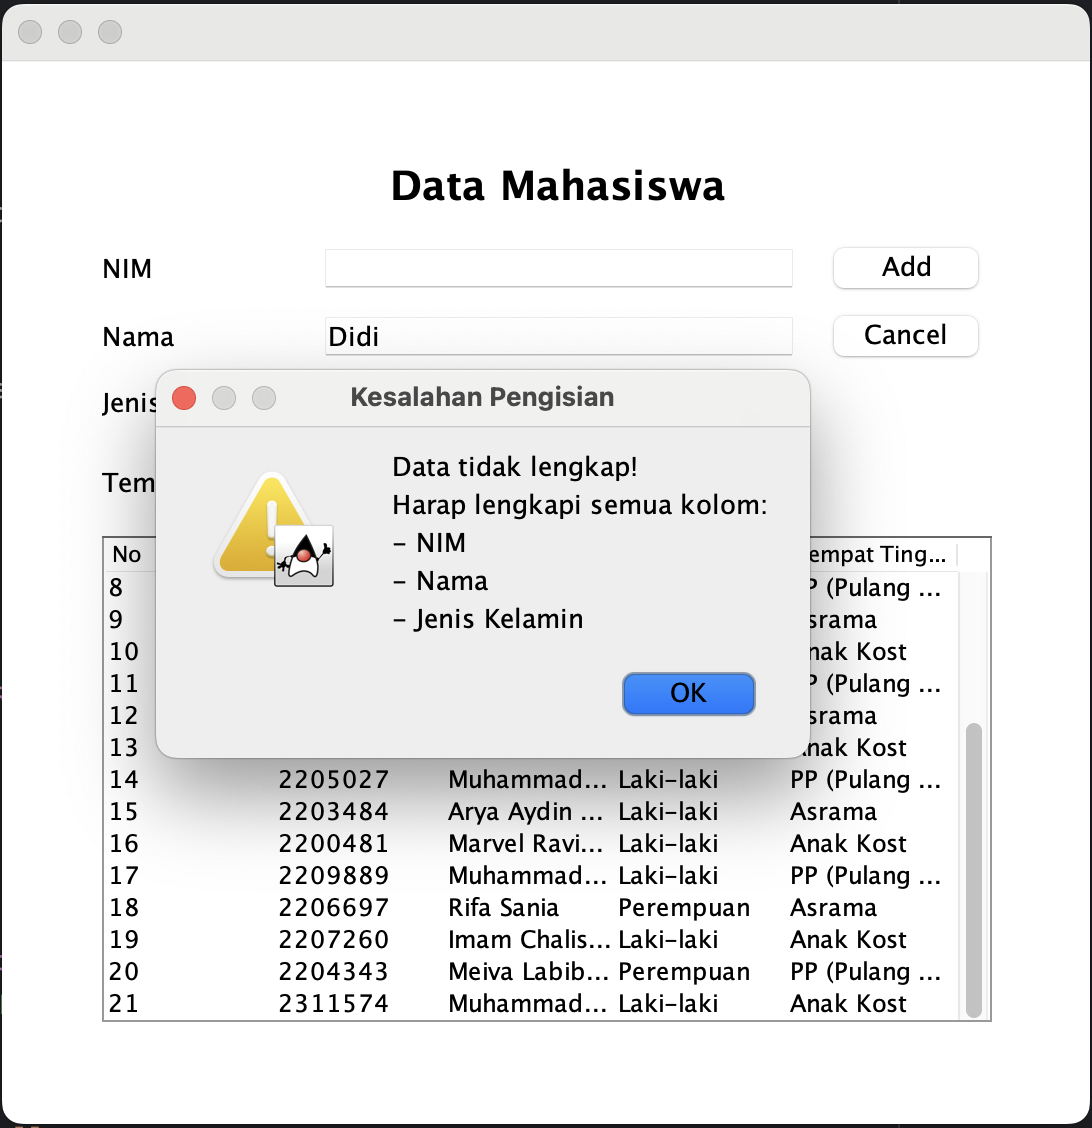 Data Mahasiswa
NIM
Add
Nama Didi
Cancel
Jenis
Tem
Kesalahan Pengisian
Data tidak lengkap!
Harap lengkapi semua kolom:
- NIM
- Nama
- Jenis Kelamin
OK
No empat Ting...
8 P (Pulang ...
9 srama
10 nak Kost
11 P (Pulang ...
12 srama
13 nak Kost
14 2205027 Muhammad... Laki-laki PP (Pulang ...
15 2203484 Arya Aydin ... Laki-laki Asrama
16 2200481 Marvel Ravi... Laki-laki Anak Kost
17 2209889 Muhammad... Laki-laki PP (Pulang ...
18 2206697 Rifa Sania Perempuan Asrama
19 2207260 Imam Chalis... Laki-laki Anak Kost
20 2204343 Meiva Labib... Perempuan PP (Pulang ...
21 2311574 Muhammad... Laki-laki Anak Kost